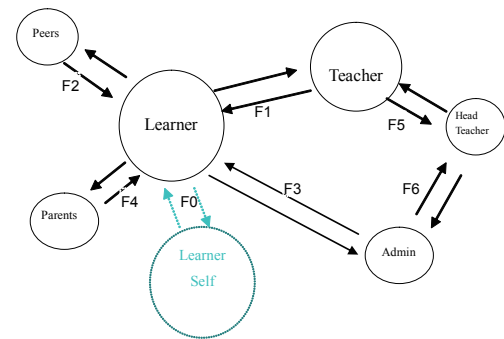 Peers
F2
Teacher
Learner
F1
F5
Head
Teacher
F3
F6
Parents
F4
F0
Admin
Learner
Self